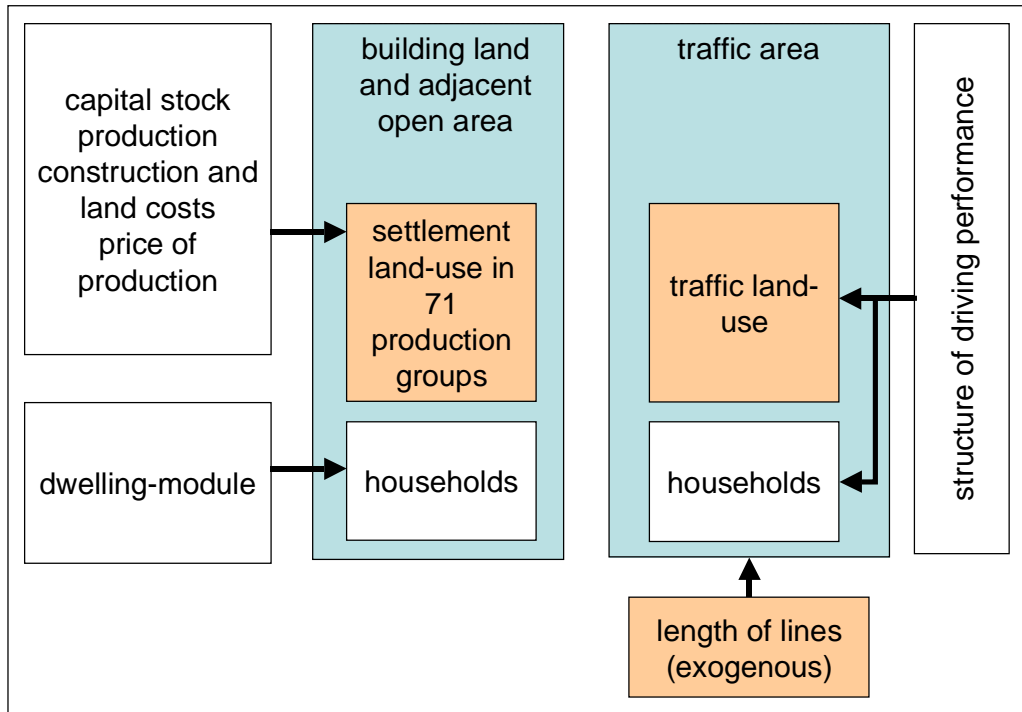 capital stock
production
construction and
land costs
price of
production
building land
and adjacent
open area
settlement
land-use in
71
production
groups
traffic area
traffic land-
use
structure of driving performance
dwelling-module
households
households
length of lines
(exogenous)